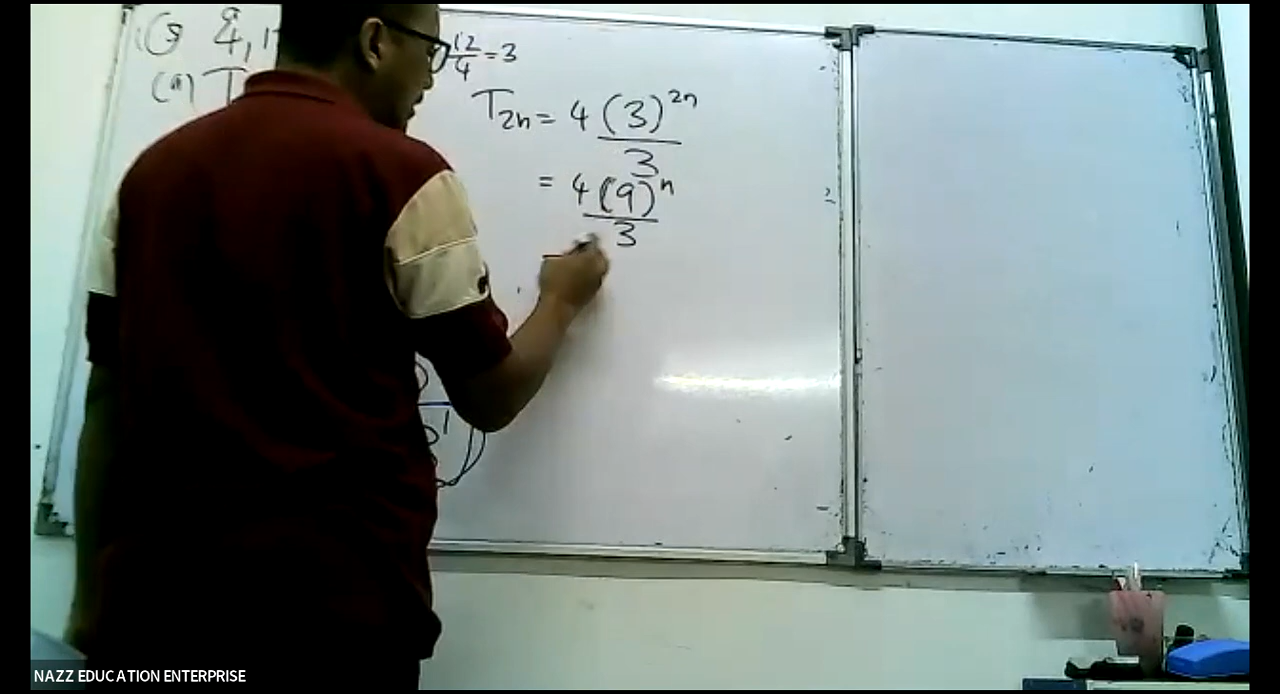 4, 1
12/4 = 3
(a) T
T₂ₙ = 4(3)²ⁿ/3
= 4(9)ⁿ/3
NAZZ EDUCATION ENTERPRISE